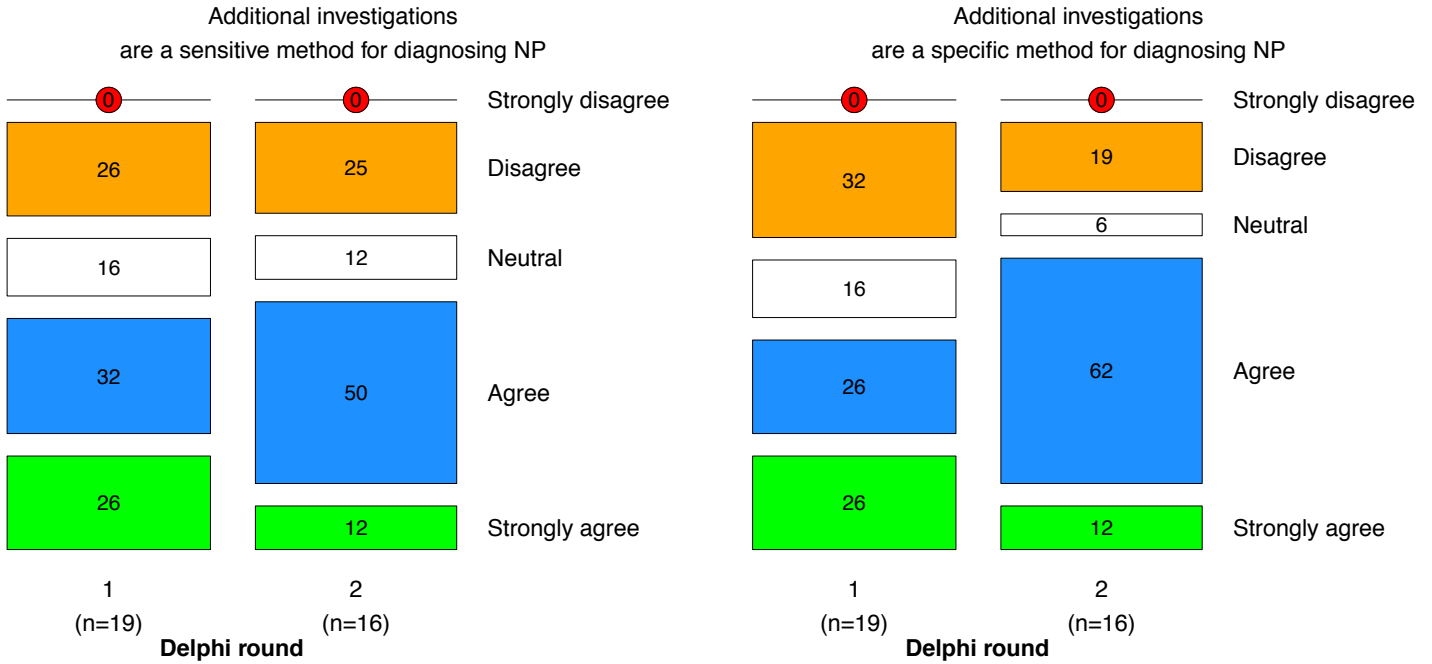 Additional investigations
are a sensitive method for diagnosing NP
0 0 Strongly disagree
26 25 Disagree
16 12 Neutral
32 50 Agree
26 12 Strongly agree
1 2
(n=19) (n=16)
Delphi round
Additional investigations
are a specific method for diagnosing NP
0 0 Strongly disagree
32 19 Disagree
16 6 Neutral
26 62 Agree
26 12 Strongly agree
1 2
(n=19) (n=16)
Delphi round